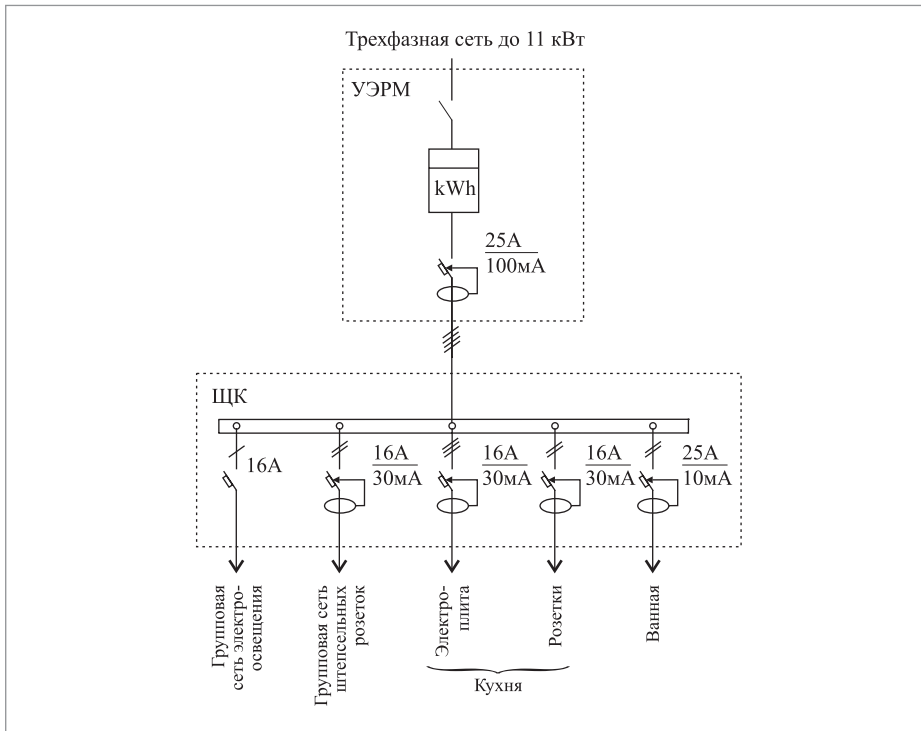 Трехфазная сеть до 11 кВт
УЭРМ
kWh
25А
100мА
ЩК
16А
16А
30мА
16А
30мА
16А
30мА
25А
10мА
Групповая
сеть электро-
освещения
Групповая сеть
штепсельных
розеток
Электро-
плита
Розетки
Ванная
Кухня